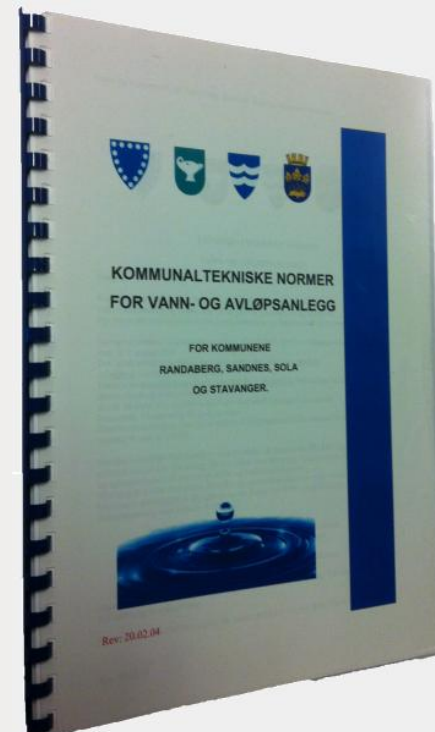 KOMMUNALTEKNISKE NORMER
FOR VANN- OG AVLØPSANLEGG
FOR KOMMUNENE
RANDABERG, SANDNES, SOLA
OG STAVANGER.
Rev: 20.02.04